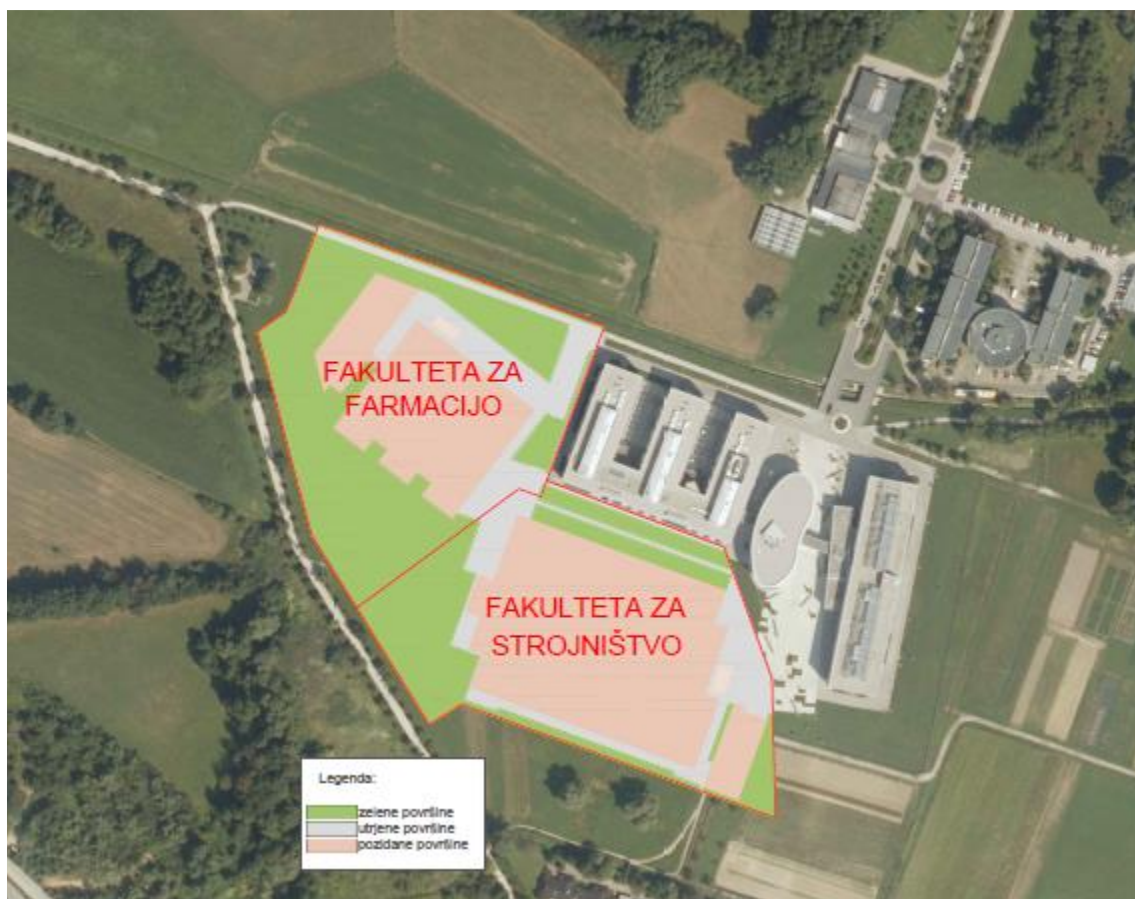 FAKULTETA ZA
FARMACIJO
FAKULTETA ZA
STROJNIŠTVO
Legenda:
zelene površine
utrjene površine
pozidane površine